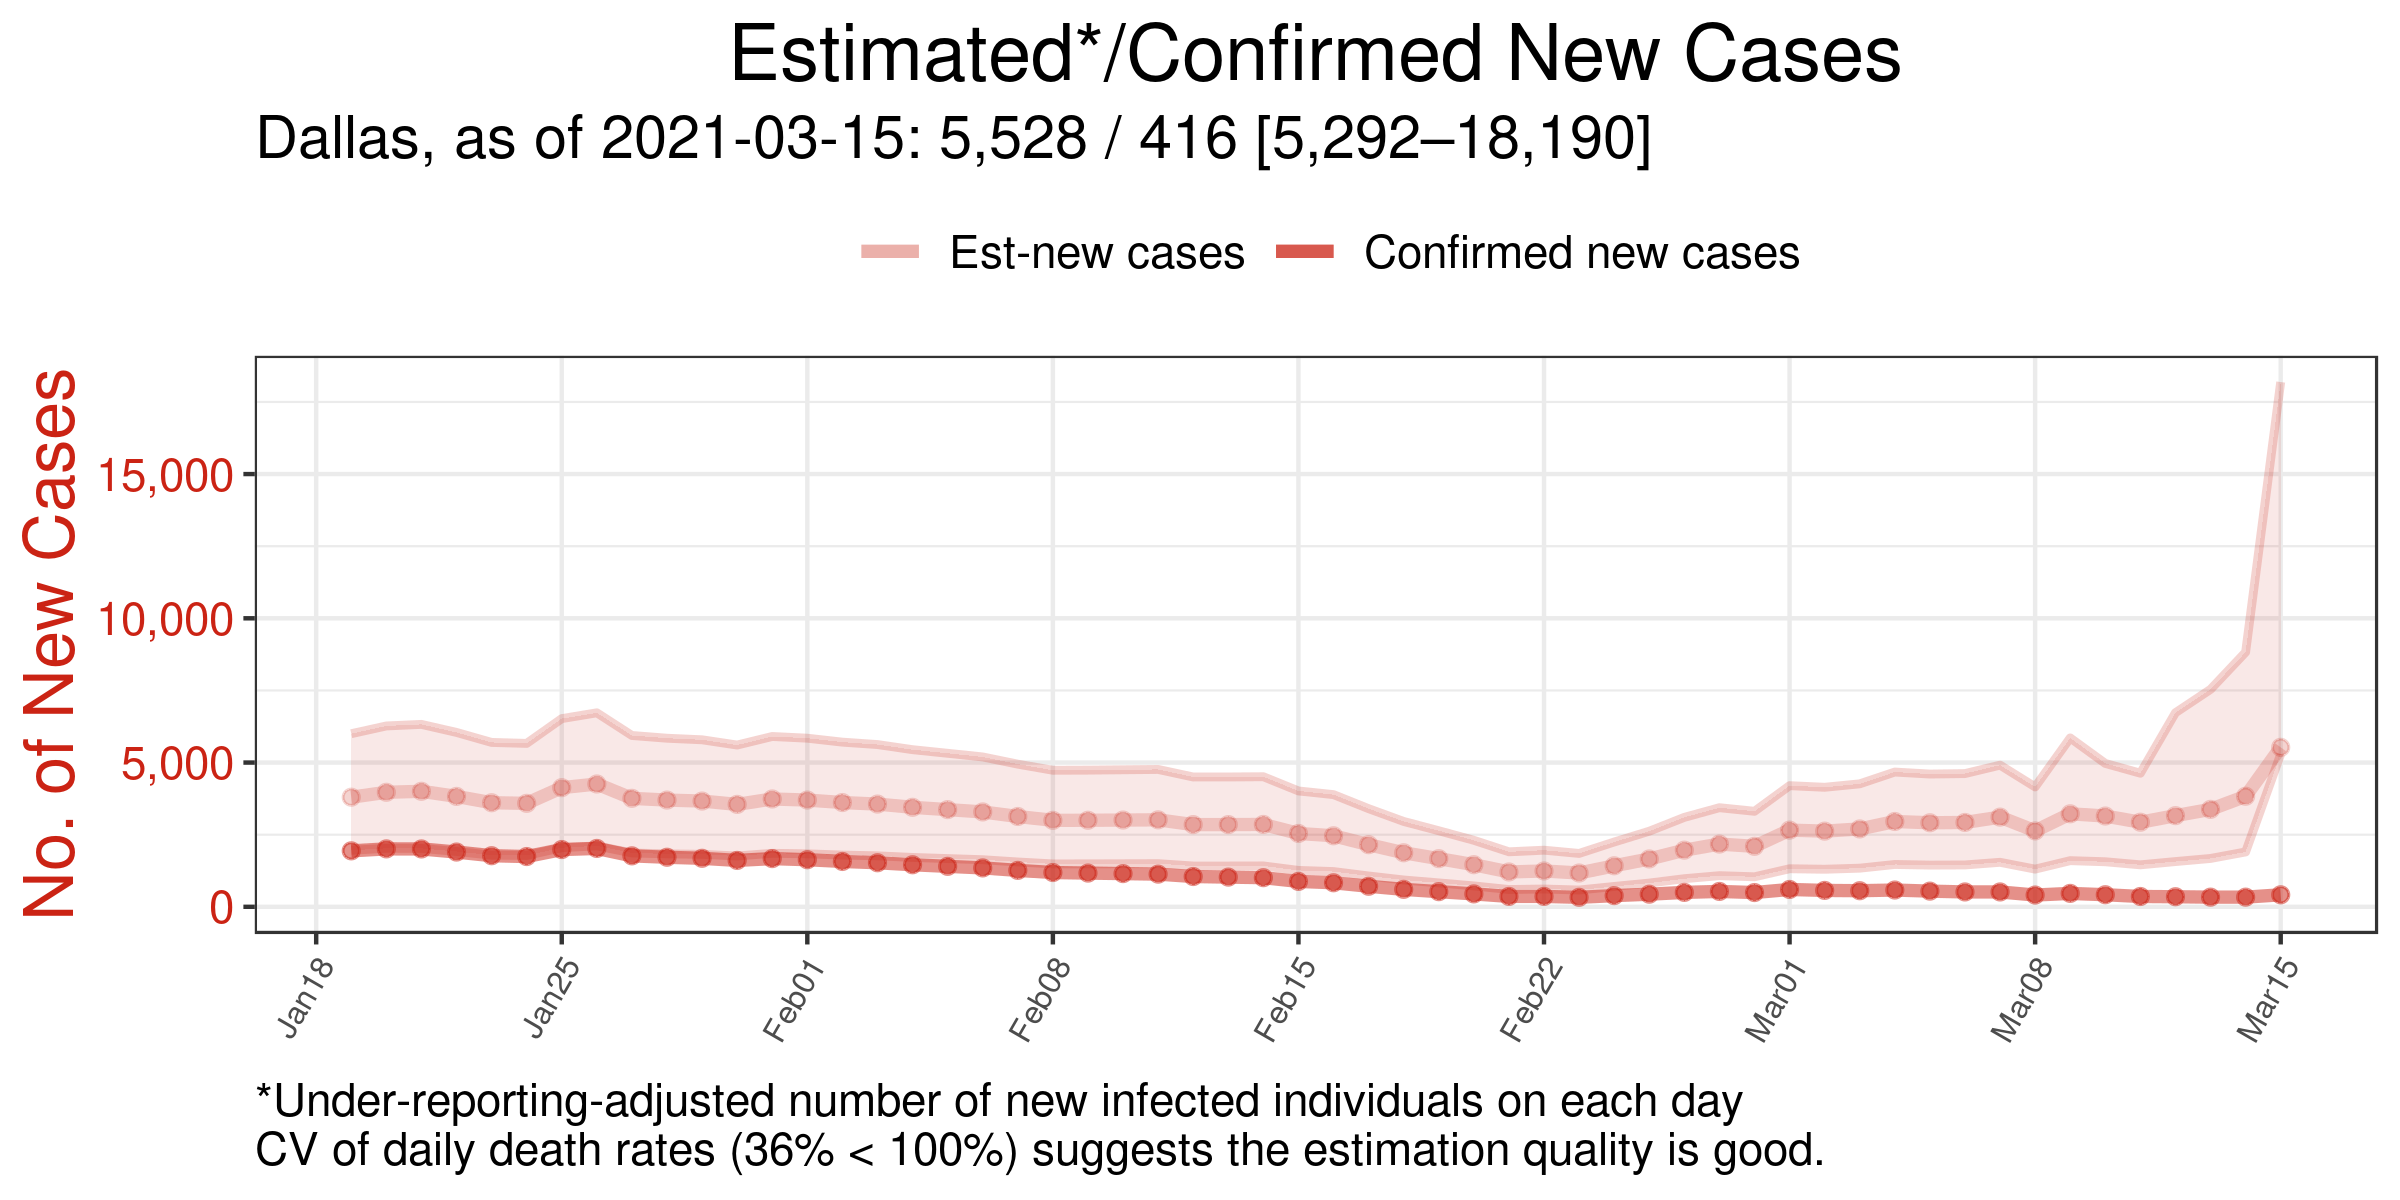 Estimated*/Confirmed New Cases
Dallas, as of 2021-03-15: 5,528 / 416 [5,292–18,190]
Est-new cases
Confirmed new cases
No. of New Cases
15,000
10,000
5,000
0
Jan18
Jan25
Feb01
Feb08
Feb15
Feb22
Mar01
Mar08
Mar15
*Under-reporting-adjusted number of new infected individuals on each day
CV of daily death rates (36% < 100%) suggests the estimation quality is good.